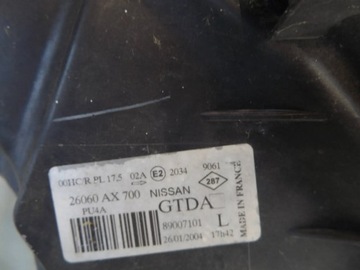 00HC/R PL 17.5 02A E2 2034 9061
26060 AX 700 NISSAN 287
PU4A GTDA
89007101 L
26/01/2004 17h42
MADE IN FRANCE